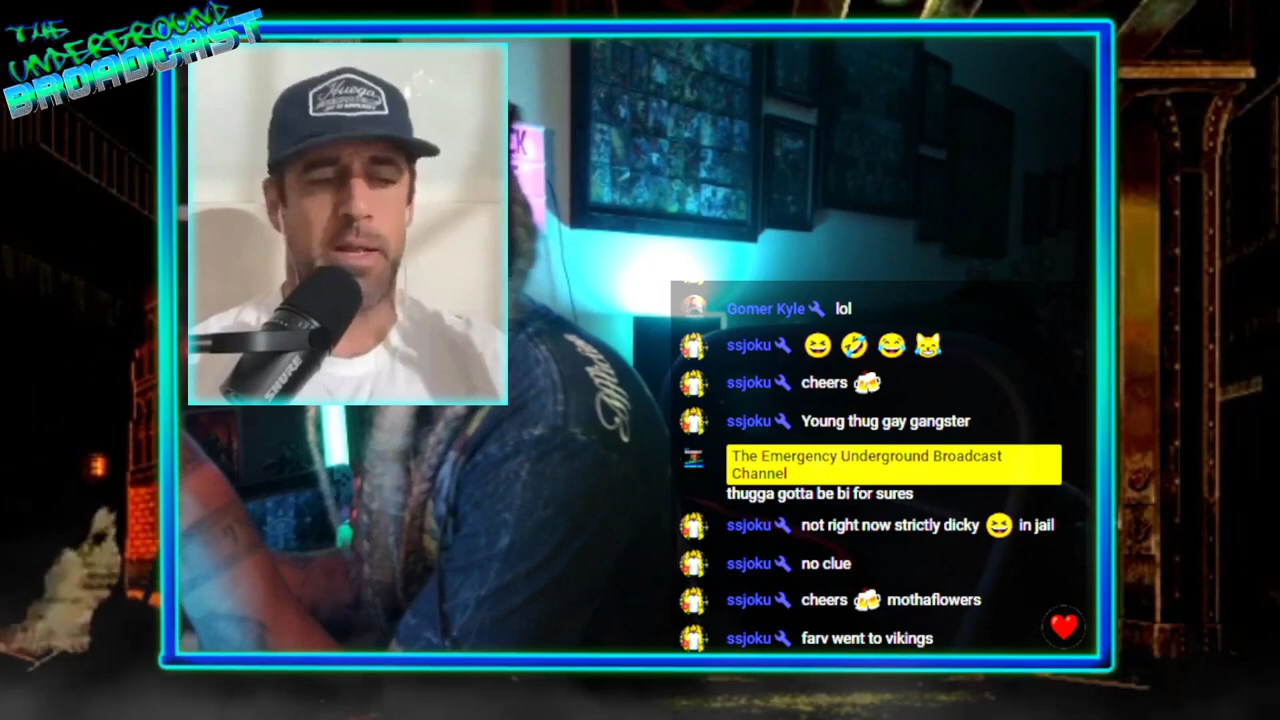 THE
UNDERGROUND
BROADCAST
Huega
CK
SHURE
Gomer Kyle lol
ssjoku 😆 🤣 😂 😹
ssjoku cheers 🍻
ssjoku Young thug gay gangster
The Emergency Underground Broadcast
Channel
thugga gotta be bi for sures
ssjoku not right now strictly dicky 😆 in jail
ssjoku no clue
ssjoku cheers 🍻 mothaflowers
ssjoku farv went to vikings